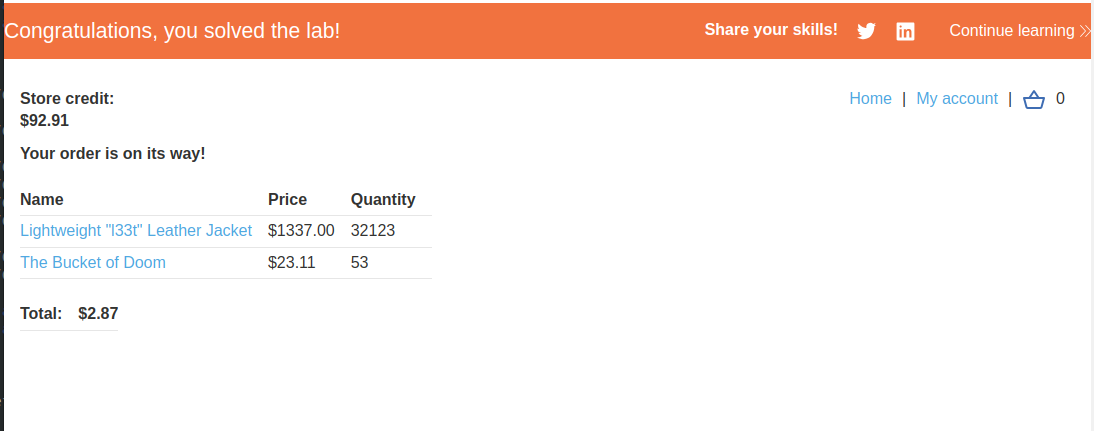 Congratulations, you solved the lab!
Share your skills!
Continue learning
Store credit:
$92.91
Home | My account | 0
Your order is on its way!
Name Price Quantity
Lightweight "l33t" Leather Jacket $1337.00 32123
The Bucket of Doom $23.11 53
Total: $2.87